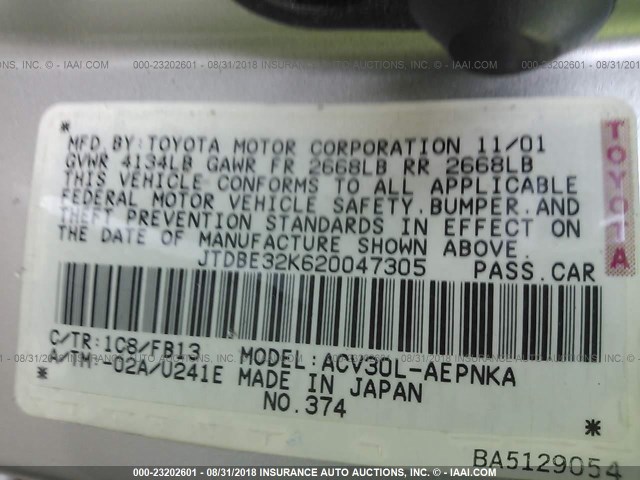 000-23202601 - 08/31/2018 INSURANCE AUTO AUCTIONS, INC. © - IAAI.COM
*
MFD. BY: TOYOTA MOTOR CORPORATION 11/01
GVWR 4134LB GAWR FR 2668LB RR 2668LB
THIS VEHICLE CONFORMS TO ALL APPLICABLE
FEDERAL MOTOR VEHICLE SAFETY, BUMPER, AND
THEFT PREVENTION STANDARDS IN EFFECT ON
THE DATE OF MANUFACTURE SHOWN ABOVE.
TOYOTA
JTDBE32K620047305 PASS.CAR
C/TR:1C8/FB13 MODEL:ACV30L-AEPNKA
A/TM:-02A/U241E MADE IN JAPAN
* NO.374 *
BA5129054
000-23202601 - 08/31/2018 INSURANCE AUTO AUCTIONS, INC. © - IAAI.COM